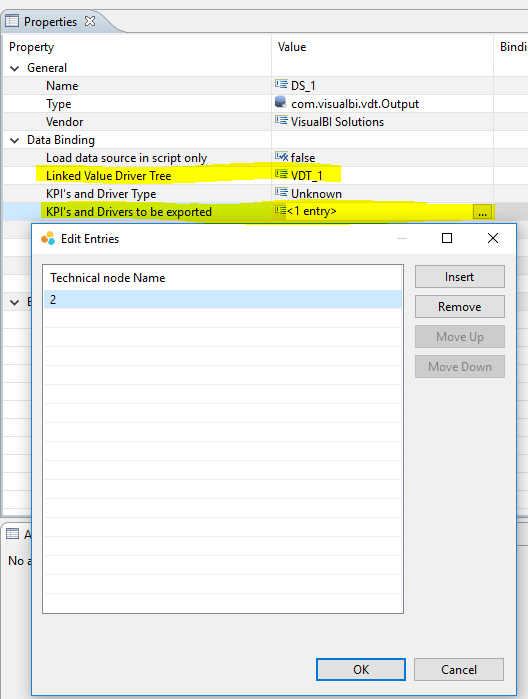 Properties
Property Value Bindi
General
Name DS_1
Type com.visualbi.vdt.Output
Vendor VisualBI Solutions
Data Binding
Load data source in script only false
Linked Value Driver Tree VDT_1
KPI's and Driver Type Unknown
KPI's and Drivers to be exported <1 entry> ...
Edit Entries
Technical node Name
2
Insert
Remove
Move Up
Move Down
OK
Cancel
E
A
No a